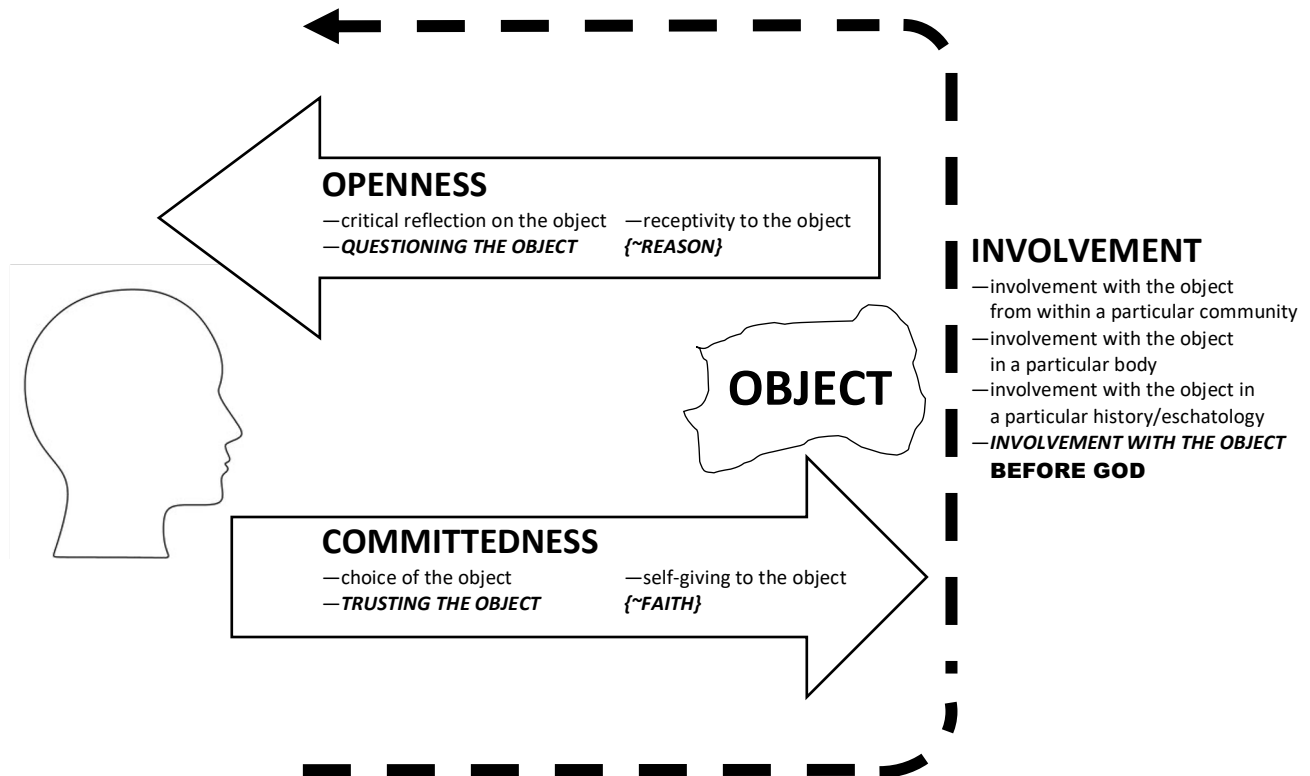 OPENNESS
—critical reflection on the object —receptivity to the object
—QUESTIONING THE OBJECT {~REASON}
INVOLVEMENT
—involvement with the object
from within a particular community
—involvement with the object
in a particular body
—involvement with the object in
a particular history/eschatology
—INVOLVEMENT WITH THE OBJECT
BEFORE GOD
OBJECT
COMMITTEDNESS
—choice of the object —self-giving to the object
—TRUSTING THE OBJECT {~FAITH}